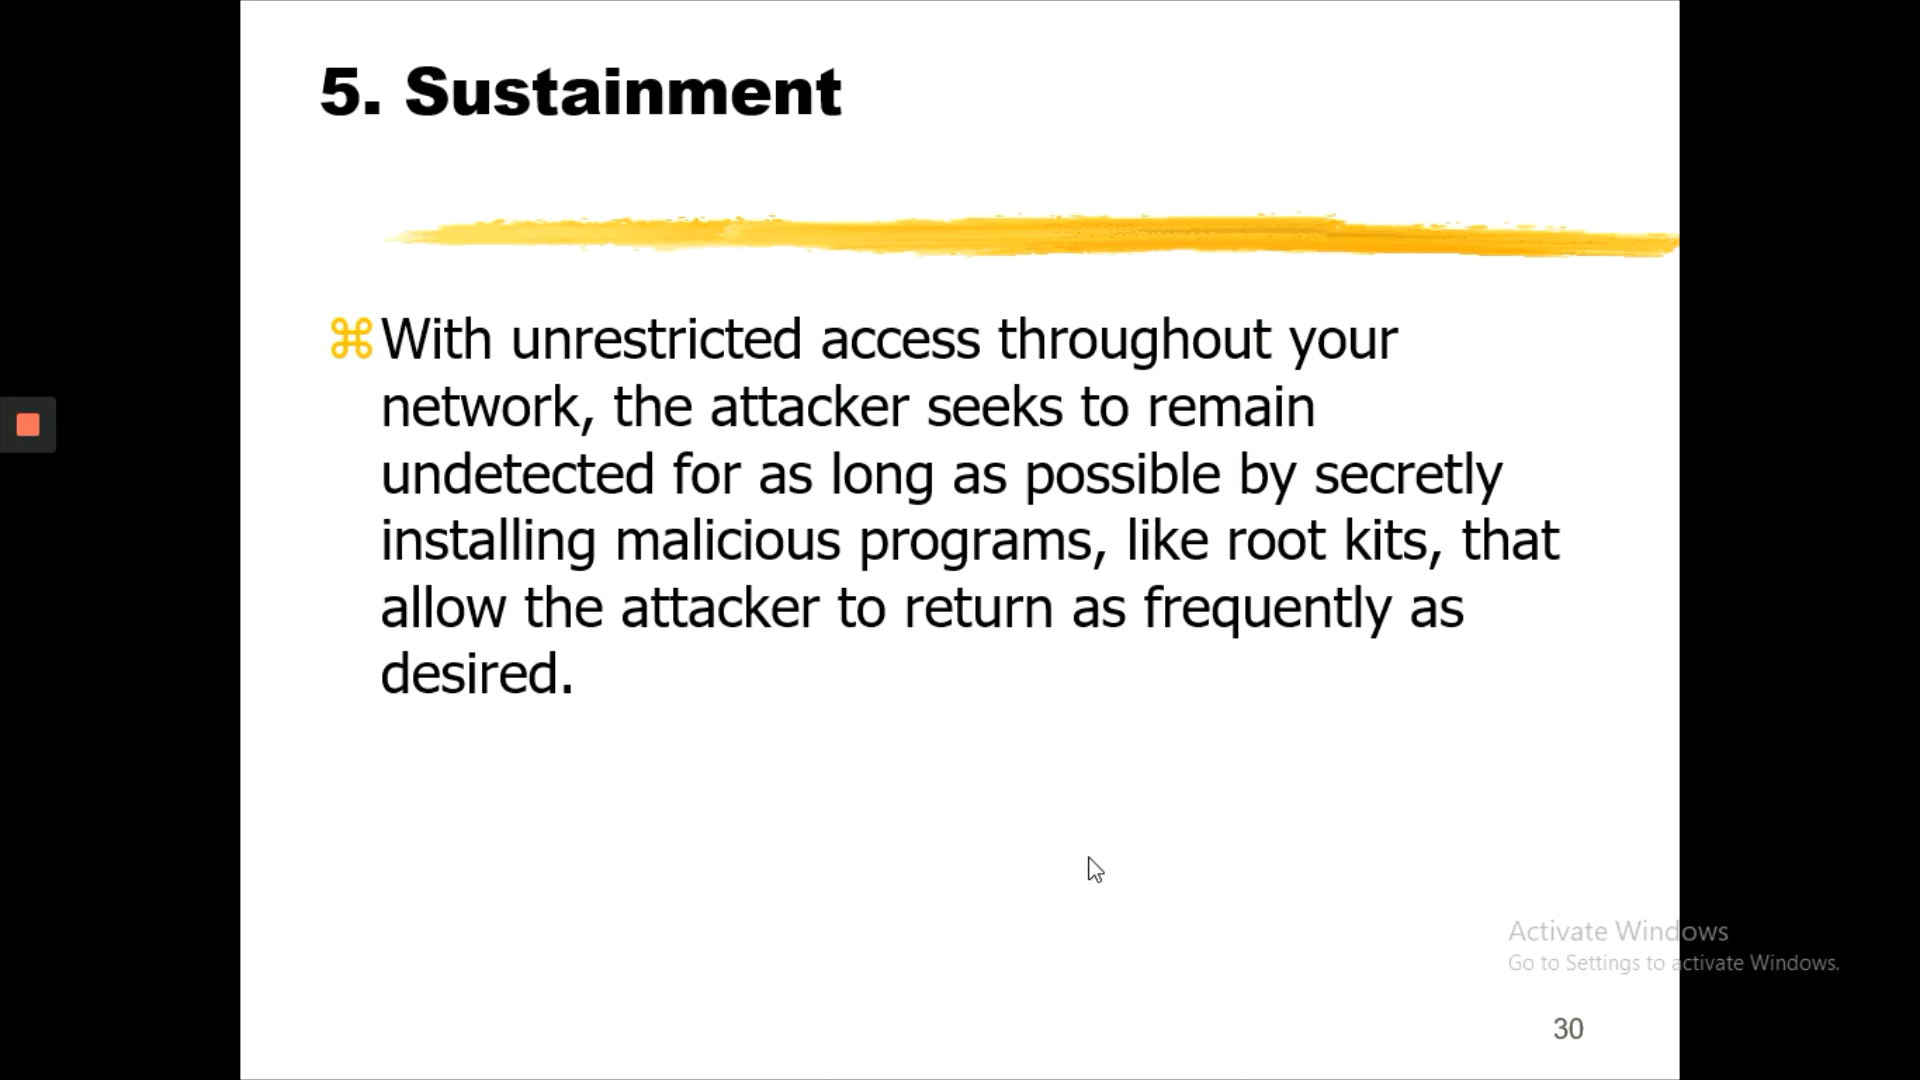 5. Sustainment
⌘With unrestricted access throughout your
network, the attacker seeks to remain
undetected for as long as possible by secretly
installing malicious programs, like root kits, that
allow the attacker to return as frequently as
desired.
Activate Windows
Go to Settings to activate Windows.
30